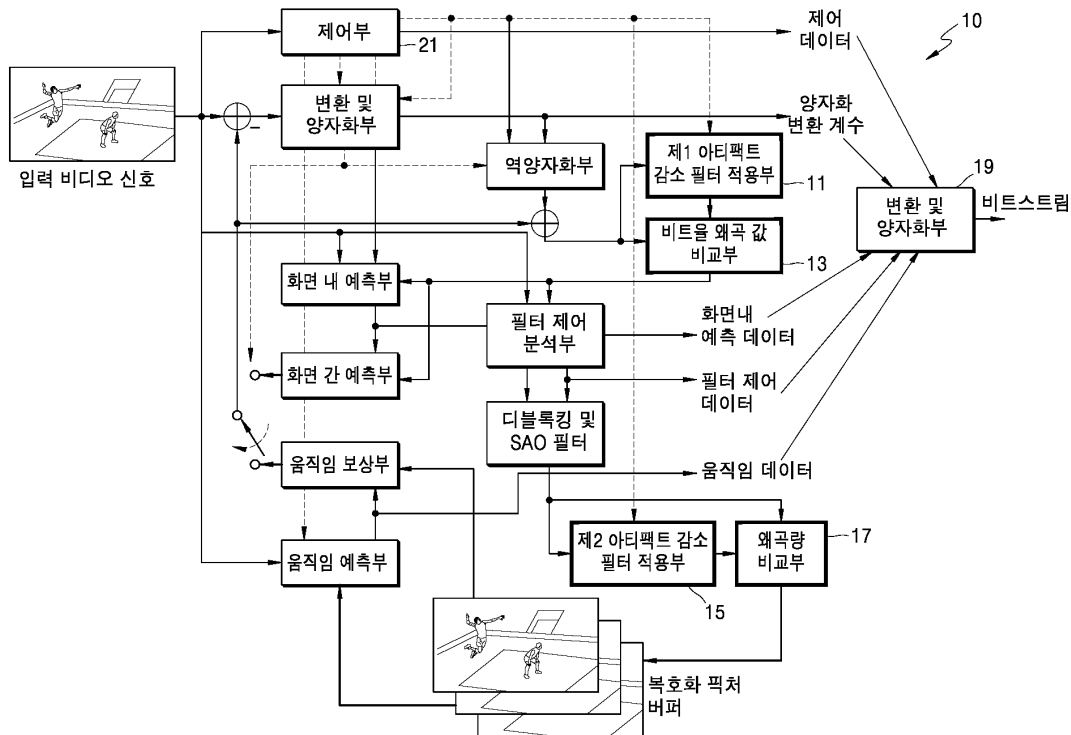 제어부
21
제어
데이터
10
입력 비디오 신호
변환 및
양자화부
양자화
변환 계수
역양자화부
제1 아티팩트
감소 필터 적용부
11
19
변환 및
양자화부
비트스트림
비트율 왜곡 값
비교부
13
화면 내 예측부
필터 제어
분석부
화면내
예측 데이터
화면 간 예측부
필터 제어
데이터
디블록킹 및
SAO 필터
움직임 보상부
움직임 데이터
움직임 예측부
제2 아티팩트 감소
필터 적용부
15
왜곡량
비교부
17
복호화 픽처
버퍼